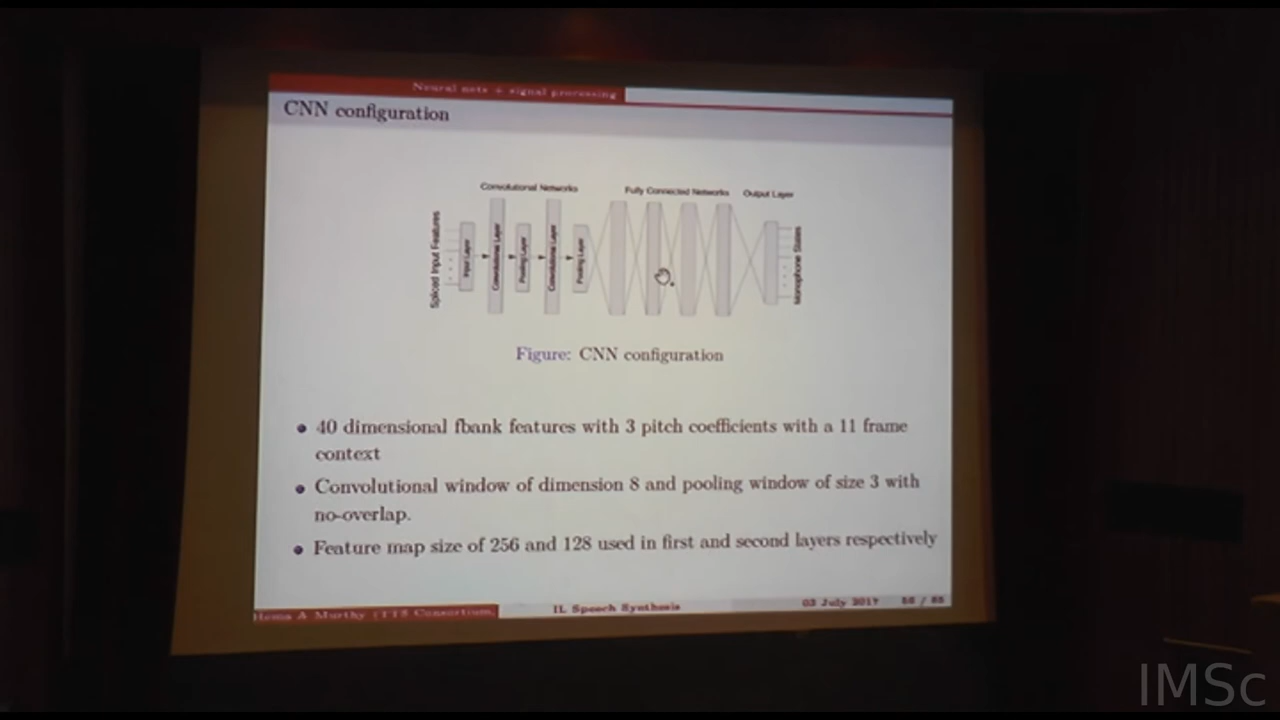 Neural nets + signal processing
CNN configuration
Convolutional Networks
Fully Connected Networks
Output Layer
Spliced Input Features
Input Layer
Convolutional Layer
Pooling Layer
Convolutional Layer
Pooling Layer
Monophone States
Figure: CNN configuration
40 dimensional fbank features with 3 pitch coefficients with a 11 frame
context
Convolutional window of dimension 8 and pooling window of size 3 with
no-overlap.
Feature map size of 256 and 128 used in first and second layers respectively
Hema A Murthy (TTS Consortium,
IL Speech Synthesis
03 July 2017
IMSc